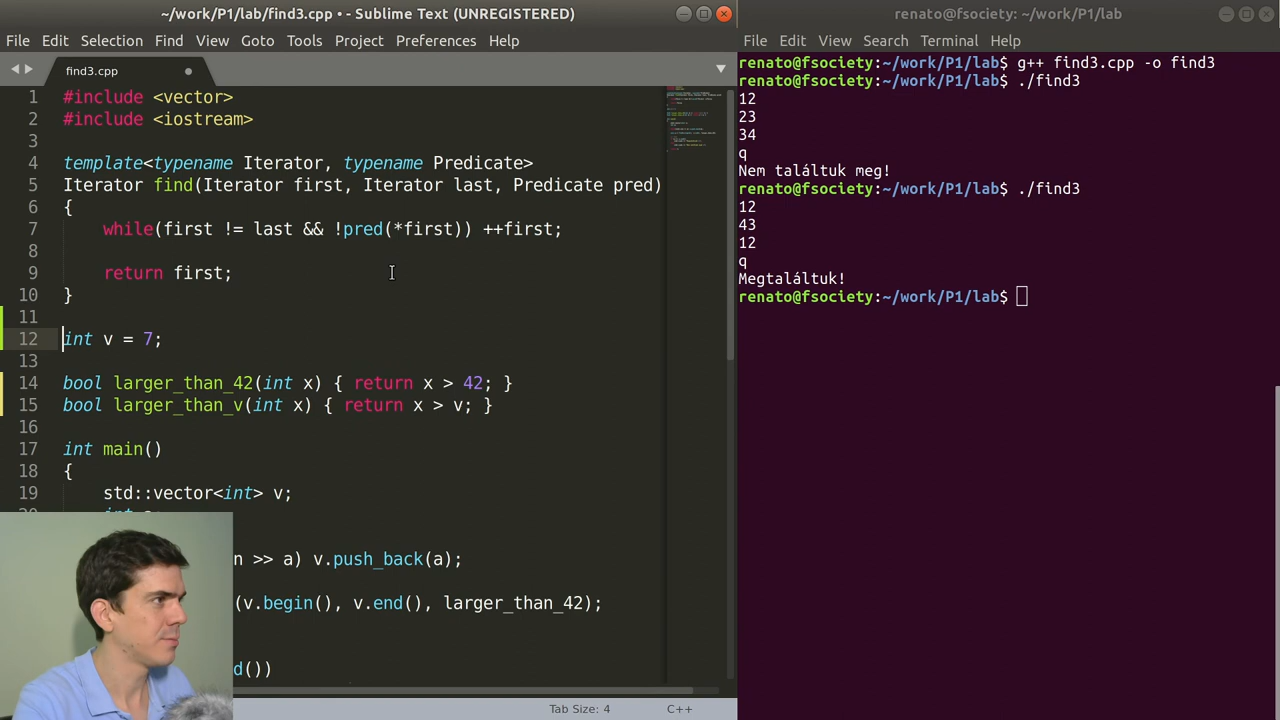 ~/work/P1/lab/find3.cpp • - Sublime Text (UNREGISTERED)
File Edit Selection Find View Goto Tools Project Preferences Help
find3.cpp
1 #include <vector>
2 #include <iostream>
3
4 template<typename Iterator, typename Predicate>
5 Iterator find(Iterator first, Iterator last, Predicate pred)
6 {
7 while(first != last && !pred(*first)) ++first;
8
9 return first;
10 }
11
12 int v = 7;
13
14 bool larger_than_42(int x) { return x > 42; }
15 bool larger_than_v(int x) { return x > v; }
16
17 int main()
18 {
19 std::vector<int> v;
n >> a) v.push_back(a);
(v.begin(), v.end(), larger_than_42);
d())
Tab Size: 4 C++
renato@fsociety: ~/work/P1/lab
File Edit View Search Terminal Help
renato@fsociety:~/work/P1/lab$ g++ find3.cpp -o find3
renato@fsociety:~/work/P1/lab$ ./find3
12
23
34
q
Nem találtuk meg!
renato@fsociety:~/work/P1/lab$ ./find3
12
43
12
q
Megtaláltuk!
renato@fsociety:~/work/P1/lab$